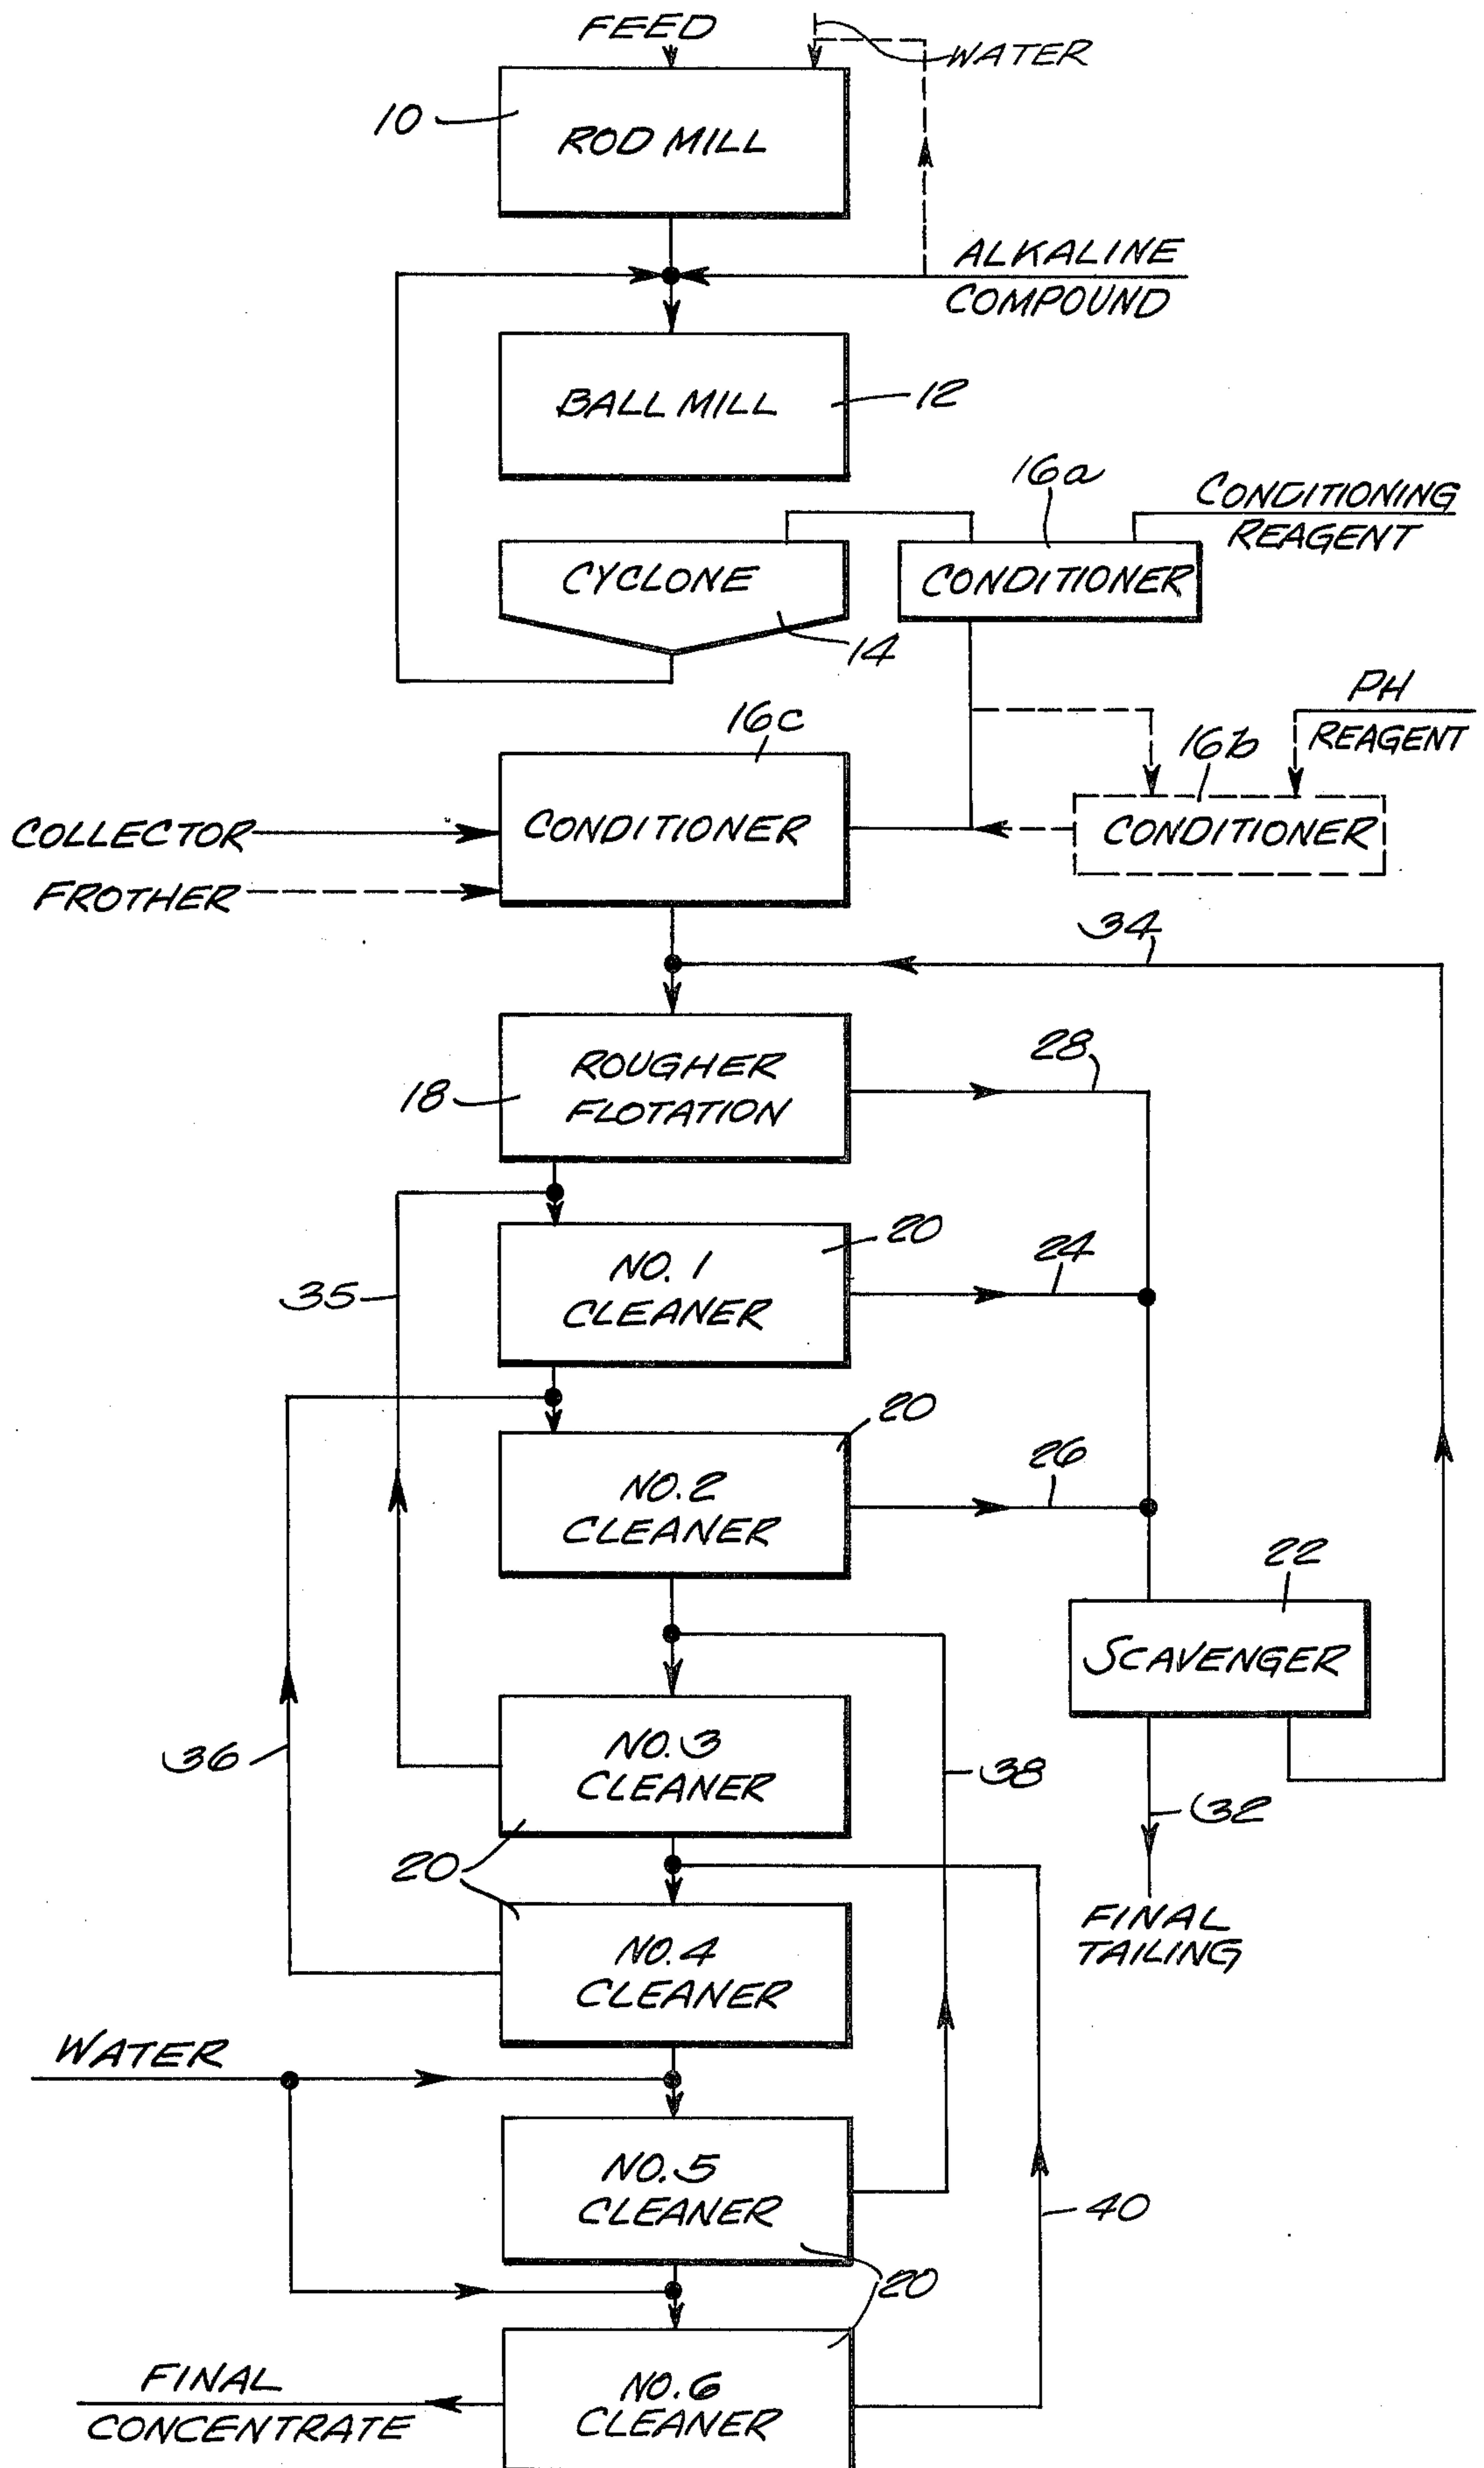 FEED
WATER
10
ROD MILL
ALKALINE
COMPOUND
BALL MILL
12
16a
CONDITIONING
REAGENT
CYCLONE
CONDITIONER
14
PH
REAGENT
16c
16b
COLLECTOR
CONDITIONER
CONDITIONER
FROTHER
34
ROUGHER
FLOTATION
18
28
20
NO. 1
CLEANER
24
35
20
NO. 2
CLEANER
26
22
SCAVENGER
NO. 3
CLEANER
36
38
32
20
FINAL
TAILING
NO. 4
CLEANER
WATER
NO. 5
CLEANER
40
20
FINAL
CONCENTRATE
NO. 6
CLEANER